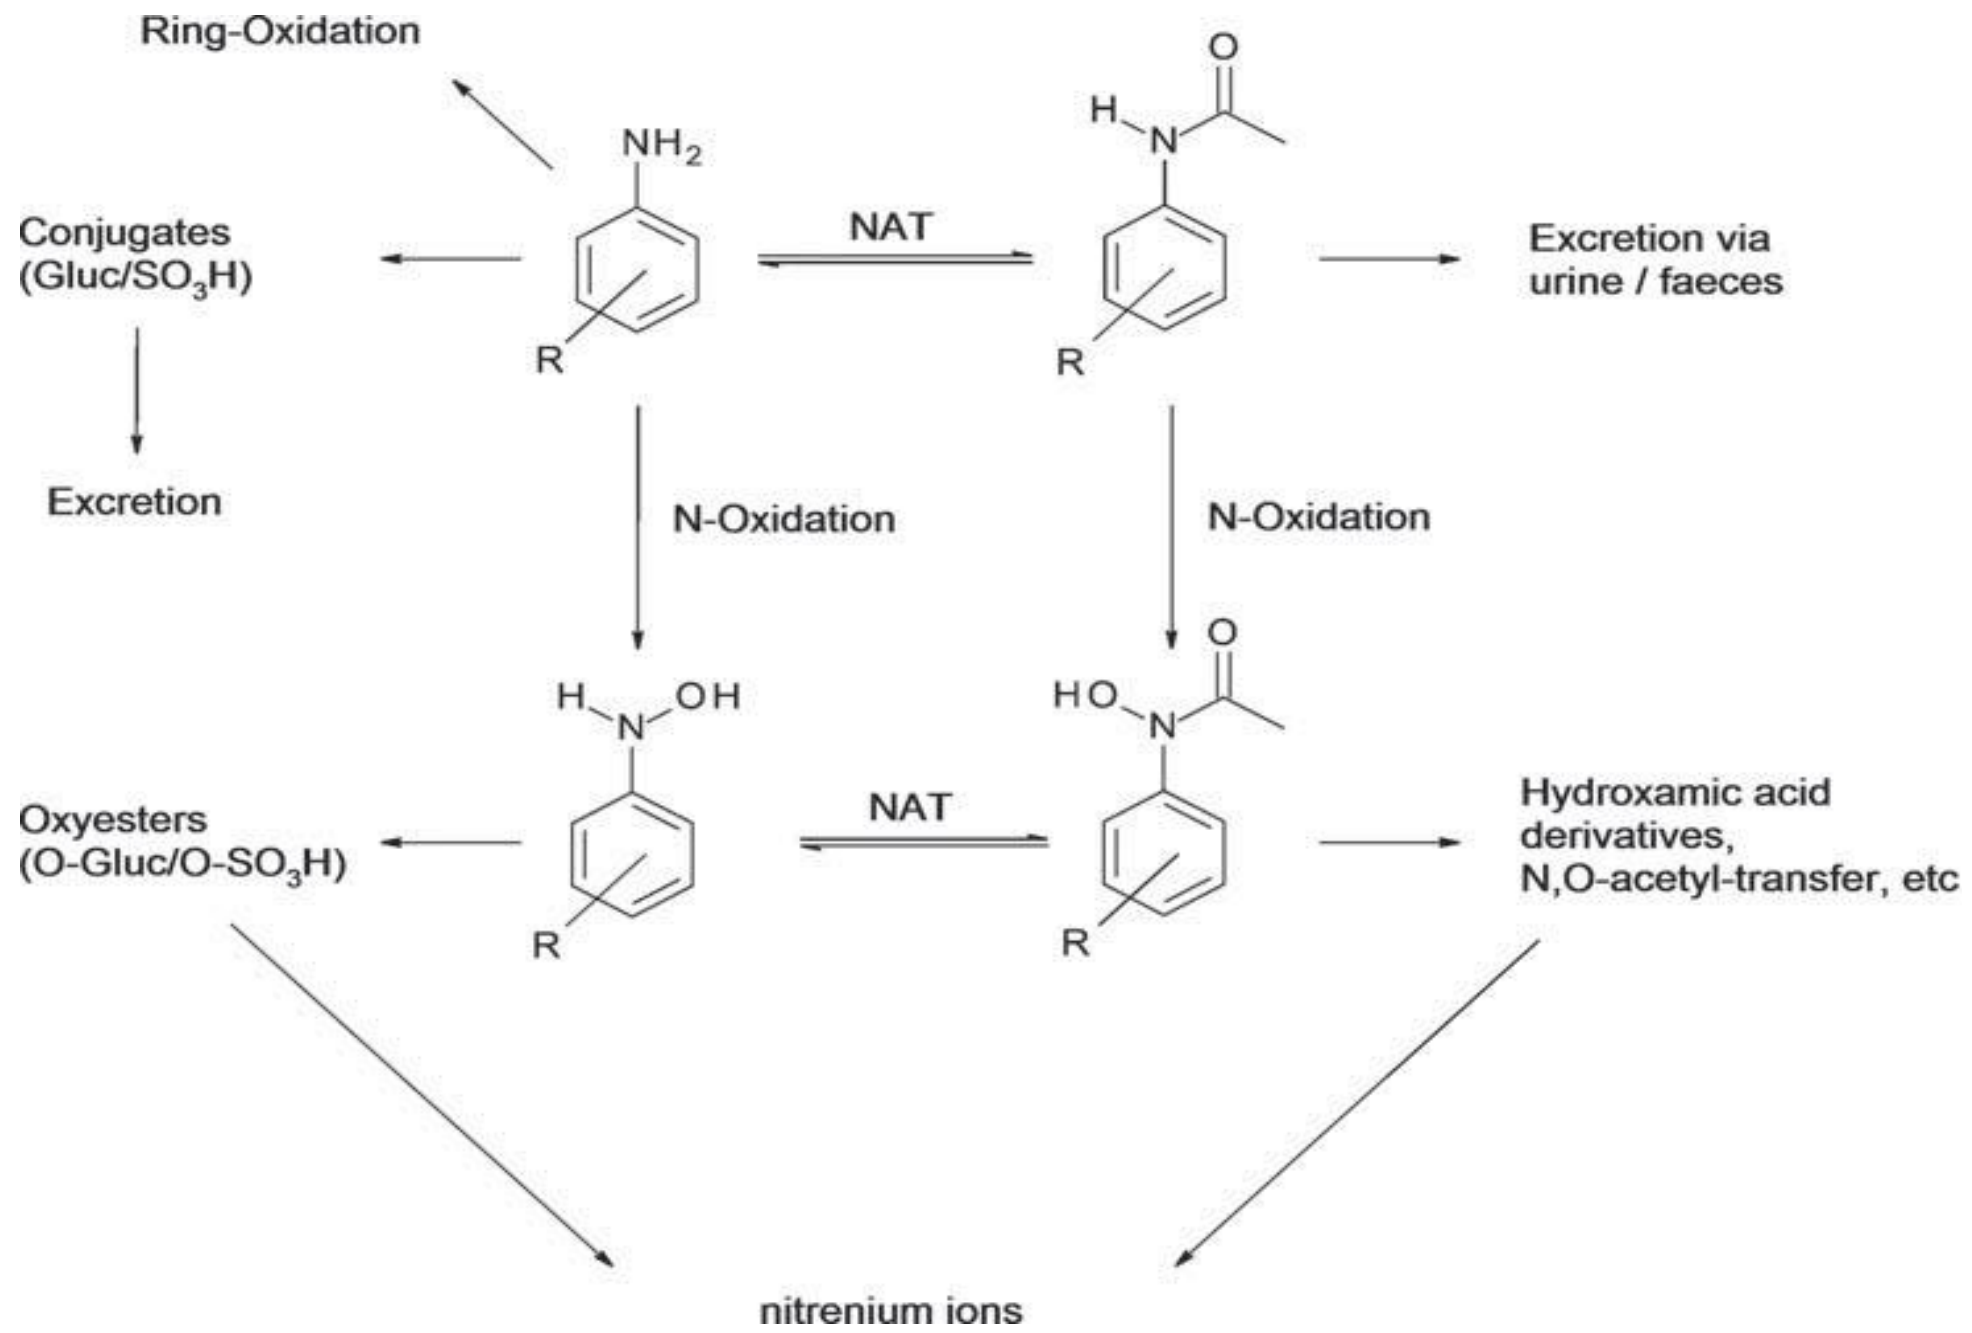 Ring-Oxidation
O
H
N
NH2
NAT
Conjugates
(Gluc/SO3H)
Excretion via
urine / faeces
R
R
Excretion
N-Oxidation
N-Oxidation
O
H
OH
N
HO
N
NAT
Oxyesters
(O-Gluc/O-SO3H)
Hydroxamic acid
derivatives,
N,O-acetyl-transfer, etc
R
R
nitrenium ions